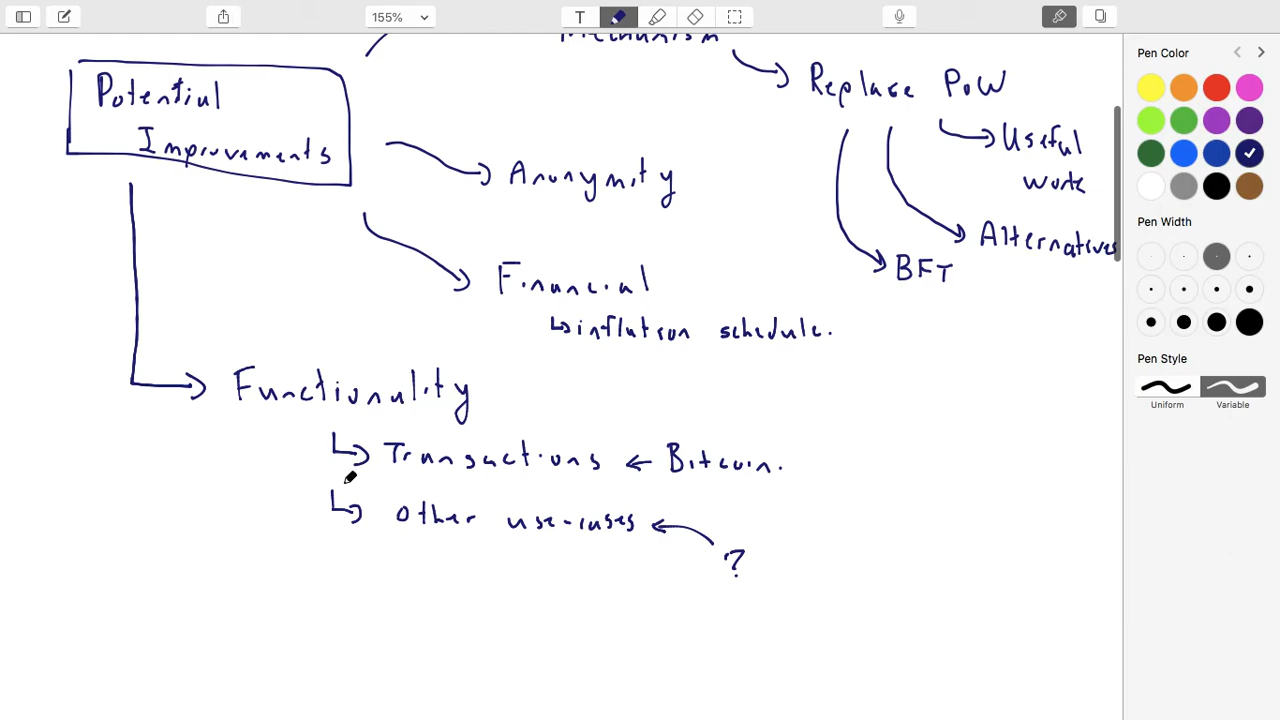 155%
T
Mechanism
Pen Color
Potential
Improvements
Replace PoW
Useful
work
Anonymity
Alternatives
BFT
Pen Width
Financial
inflation schedule.
Pen Style
Uniform Variable
Functionality
Transactions ← Bitcoin.
Other use-cases
?